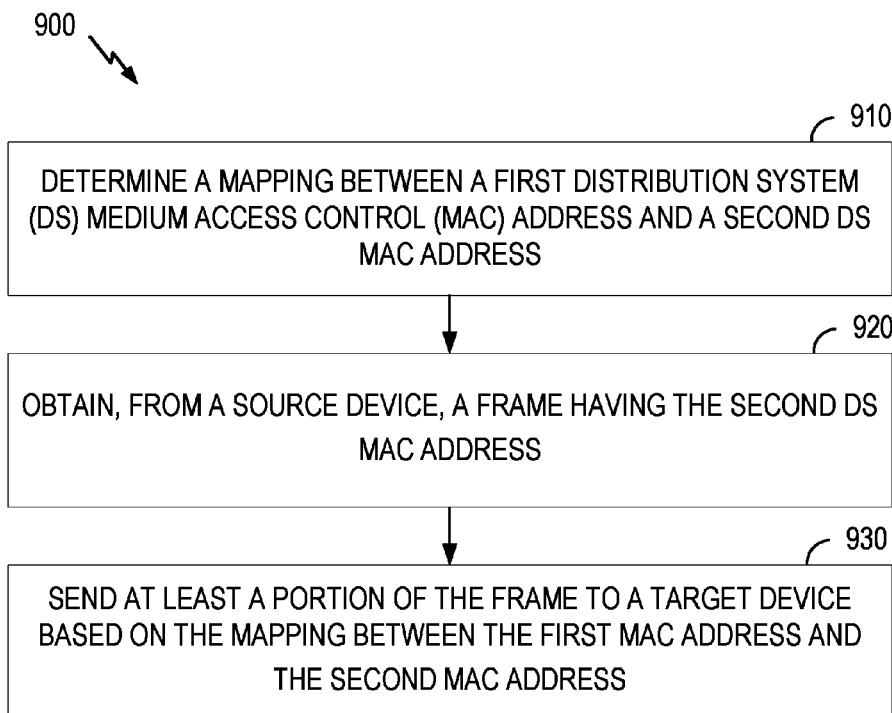 900
910
DETERMINE A MAPPING BETWEEN A FIRST DISTRIBUTION SYSTEM
(DS) MEDIUM ACCESS CONTROL (MAC) ADDRESS AND A SECOND DS
MAC ADDRESS
920
OBTAIN, FROM A SOURCE DEVICE, A FRAME HAVING THE SECOND DS
MAC ADDRESS
930
SEND AT LEAST A PORTION OF THE FRAME TO A TARGET DEVICE
BASED ON THE MAPPING BETWEEN THE FIRST MAC ADDRESS AND
THE SECOND MAC ADDRESS